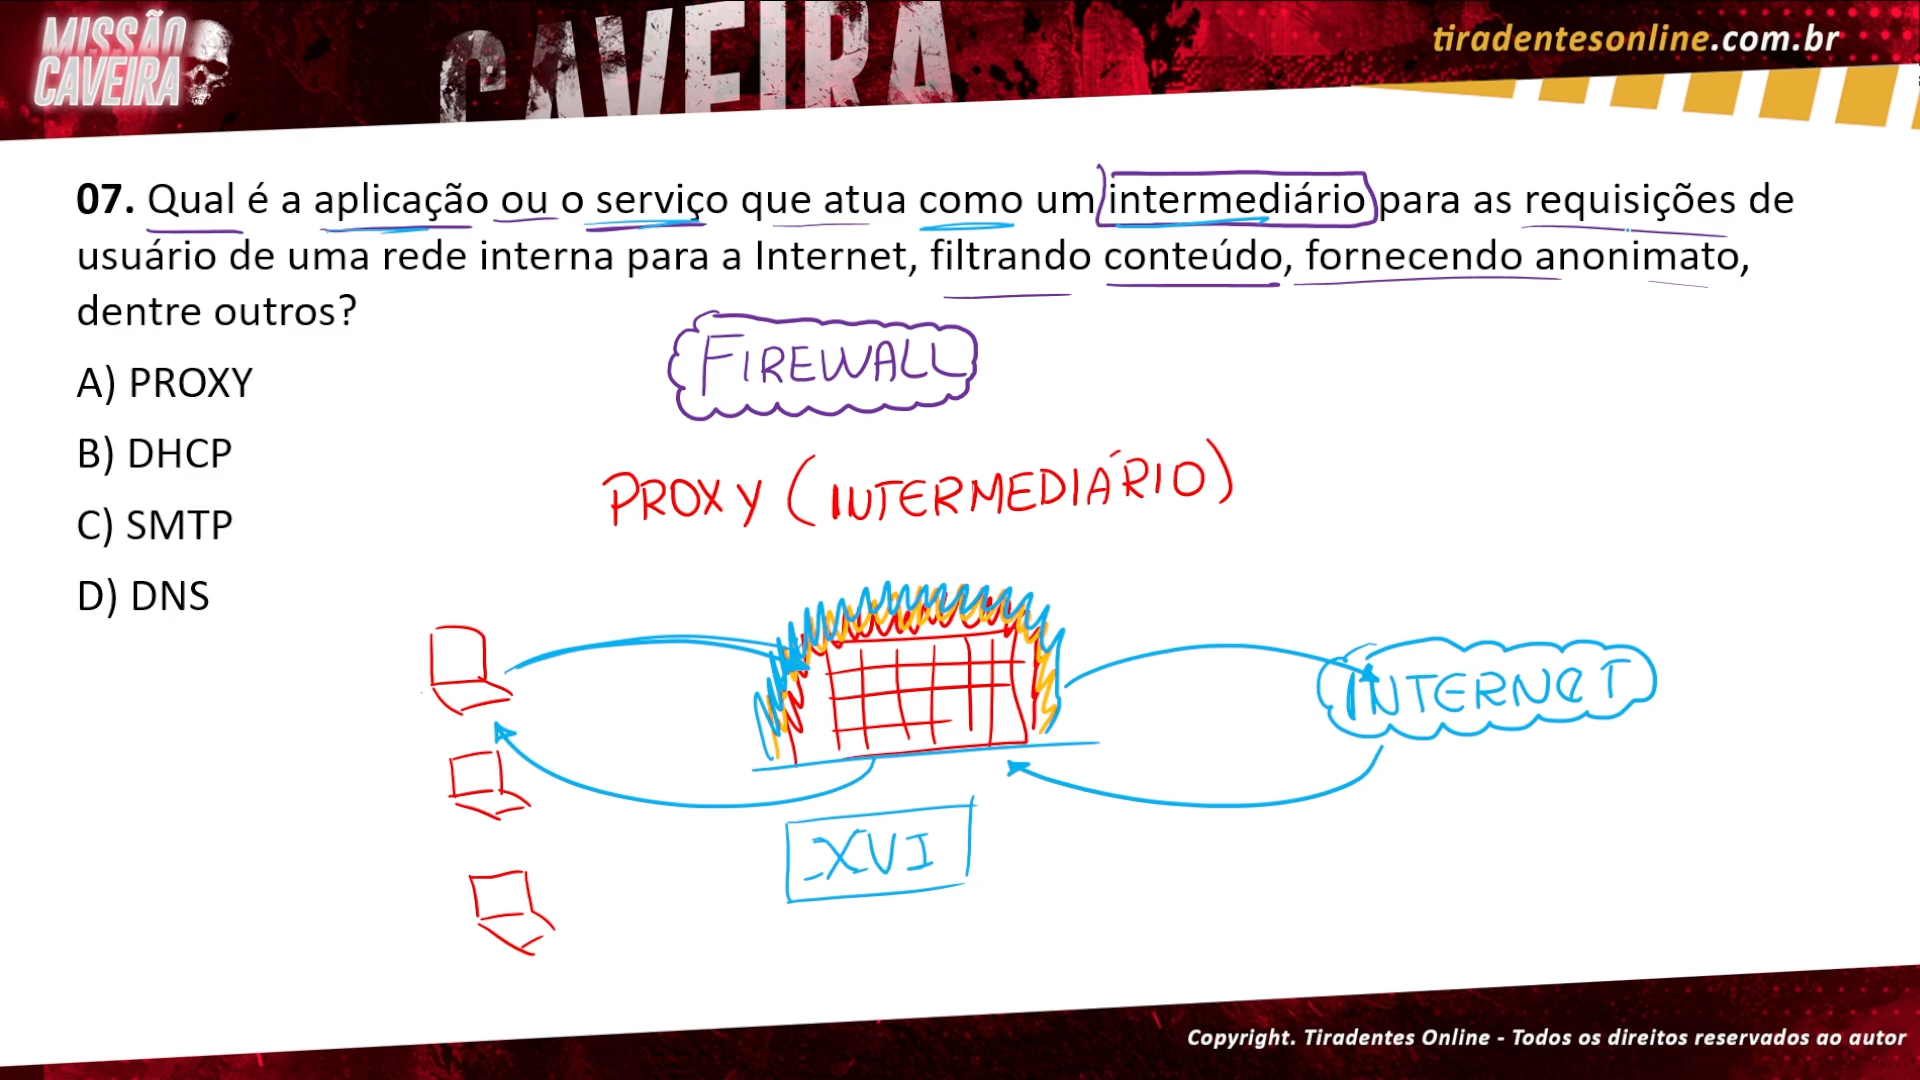 MISSÃO
CAVEIRA
CAVEIRA
tiradentesonline.com.br
07. Qual é a aplicação ou o serviço que atua como um intermediário para as requisições de
usuário de uma rede interna para a Internet, filtrando conteúdo, fornecendo anonimato,
dentre outros?
FIREWALL
A) PROXY
B) DHCP
PROXY (INTERMEDIÁRIO)
C) SMTP
D) DNS
INTERNET
XVI
Copyright. Tiradentes Online - Todos os direitos reservados ao autor